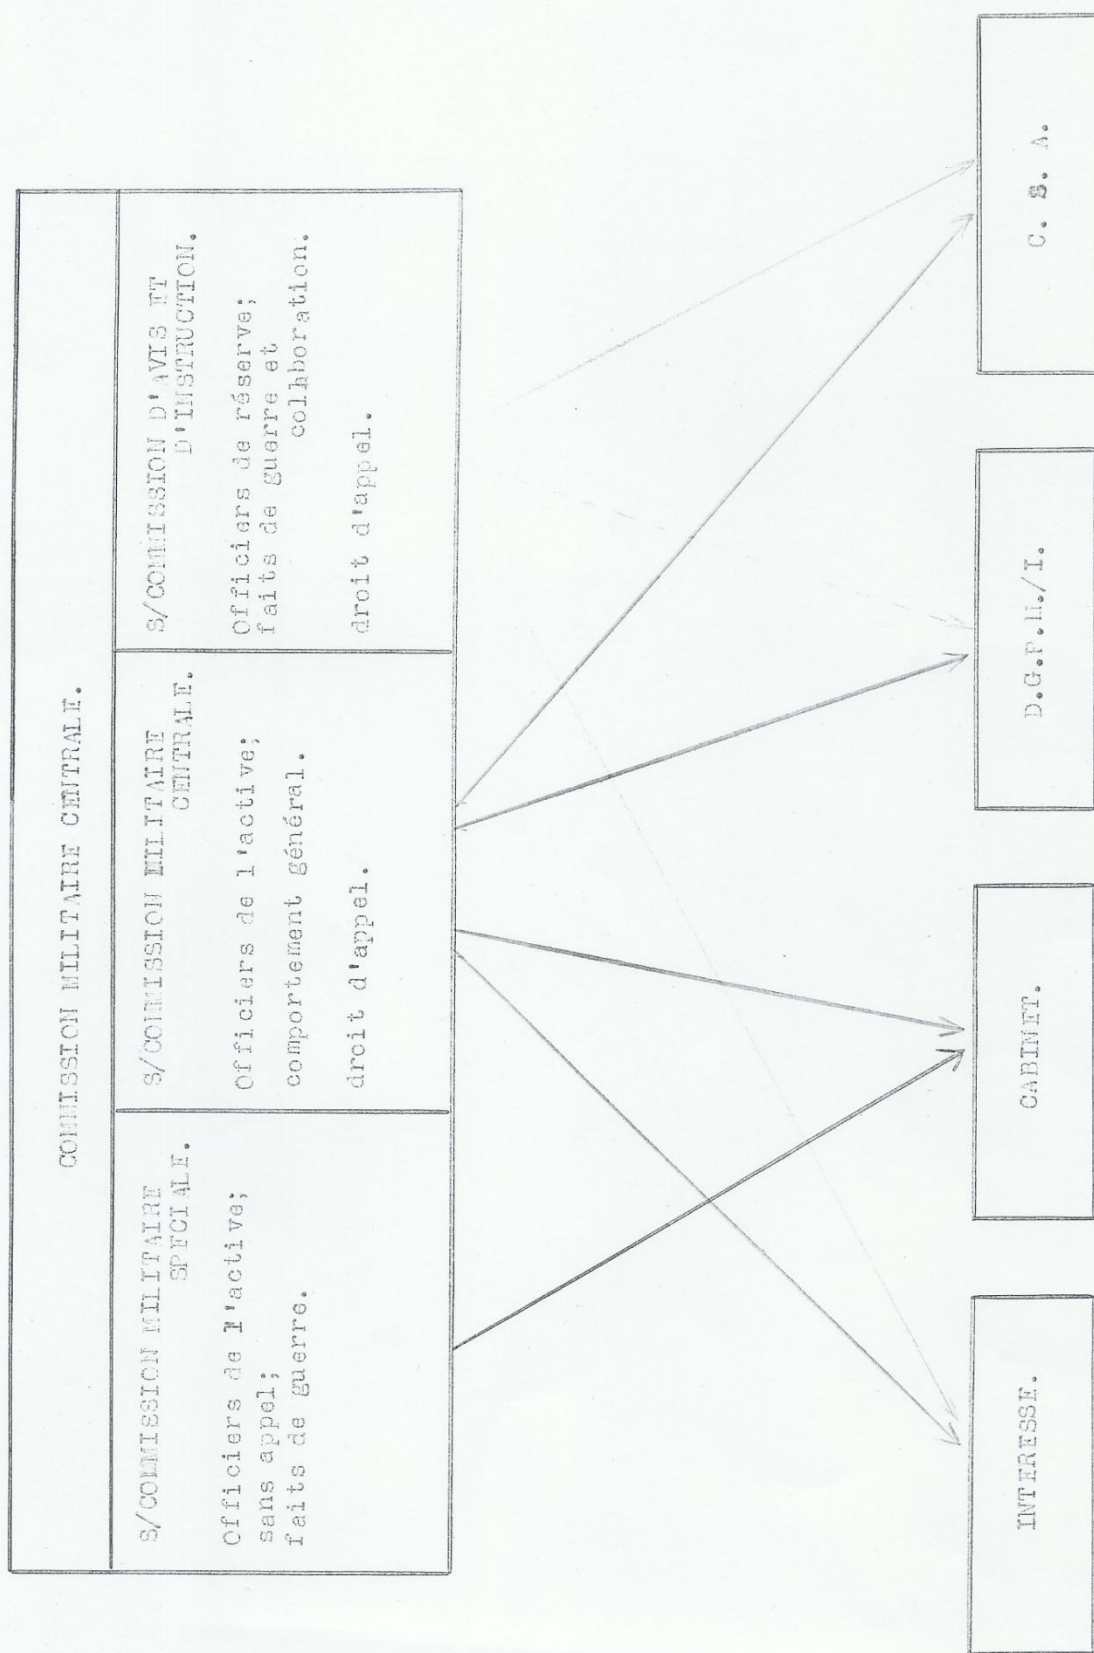 COMMISSION MILITAIRE CENTRALE.
S/COMMISSION MILITAIRE
SPECIALE.
Officiers de l'active;
sans appel;
faits de guerre.
S/COMMISSION MILITAIRE
CENTRALE.
Officiers de l'active;
comportement général.
droit d'appel.
S/COMMISSION D'AVIS ET
D'INSTRUCTION.
Officiers de réserve;
faits de guerre et
collboration.
droit d'appel.
INTERESSE.
CABINET.
D.G.P.M./I.
C. S. A.